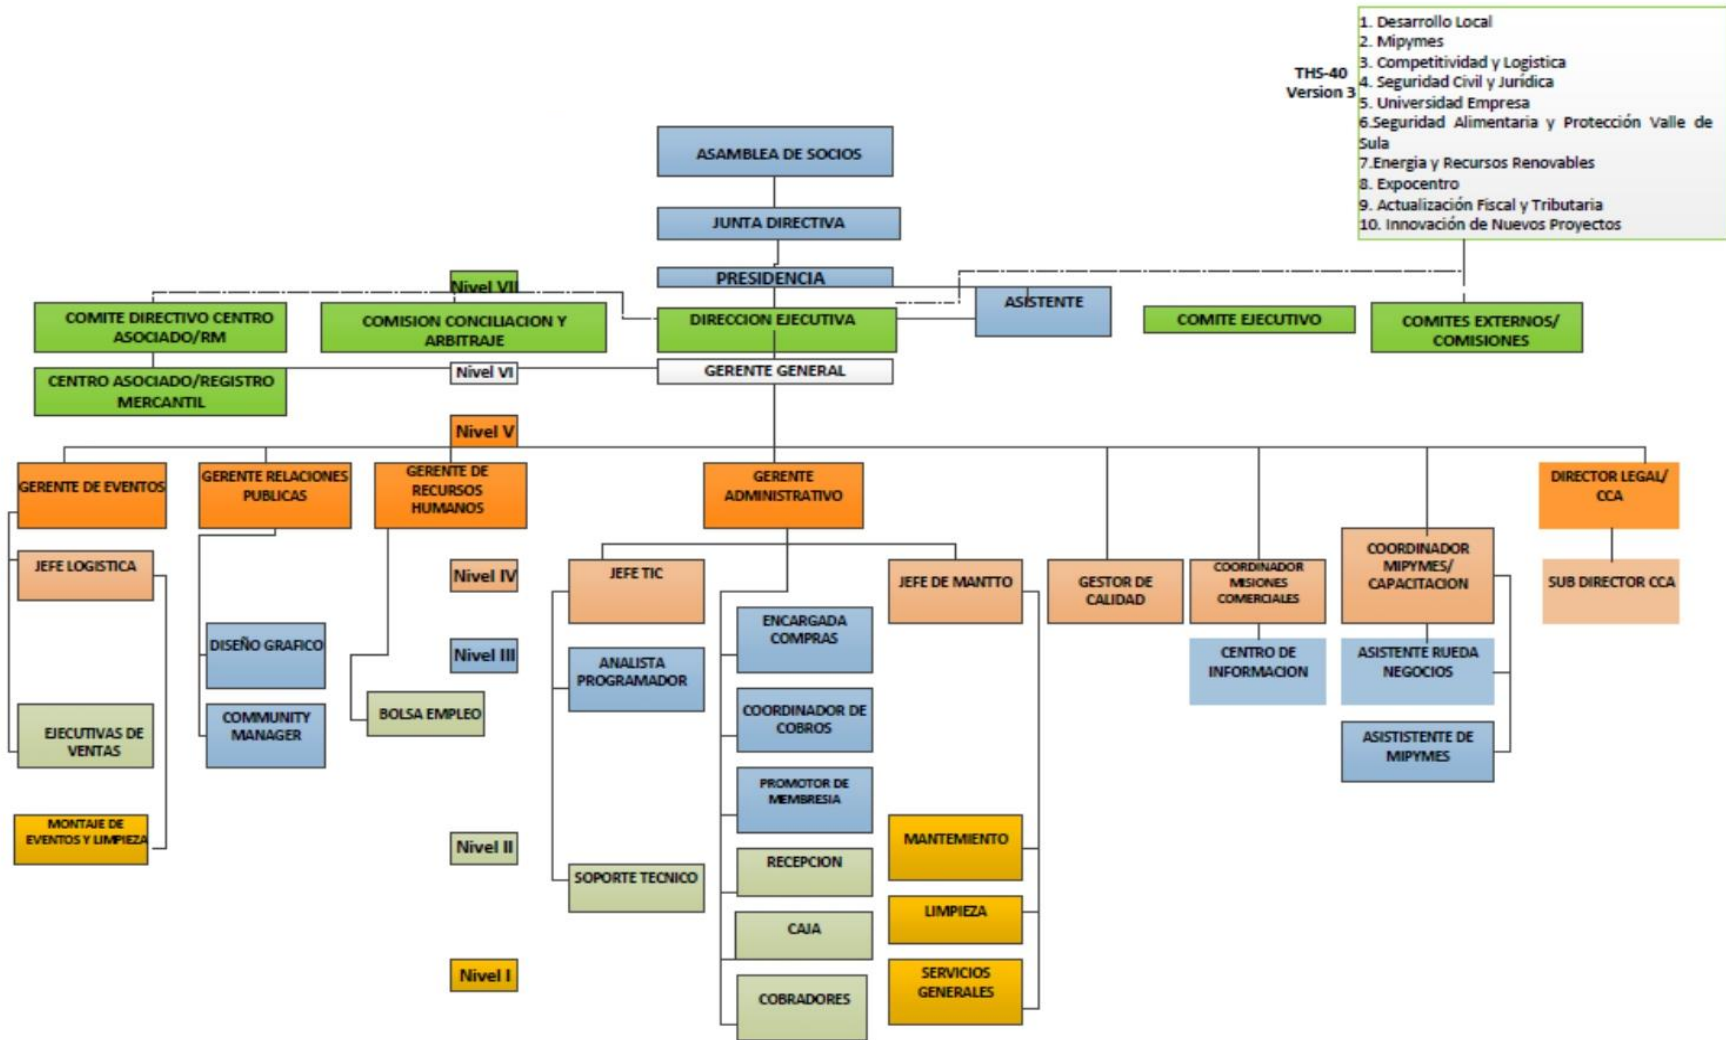 1. Desarrollo Local
2. Mipymes
3. Competitividad y Logistica
4. Seguridad Civil y Jurídica
5. Universidad Empresa
6.Seguridad Alimentaria y Protección Valle de
Sula
7.Energia y Recursos Renovables
8. Expocentro
9. Actualización Fiscal y Tributaria
10. Innovación de Nuevos Proyectos
THS-40
Version 3
ASAMBLEA DE SOCIOS
JUNTA DIRECTIVA
PRESIDENCIA
Nivel VII
ASISTENTE
COMITE DIRECTIVO CENTRO
ASOCIADO/RM
COMISION CONCILIACION Y
ARBITRAJE
DIRECCION EJECUTIVA
COMITE EJECUTIVO
COMITES EXTERNOS/
COMISIONES
CENTRO ASOCIADO/REGISTRO
MERCANTIL
Nivel VI
GERENTE GENERAL
Nivel V
GERENTE DE EVENTOS
GERENTE RELACIONES
PUBLICAS
GERENTE DE
RECURSOS
HUMANOS
GERENTE
ADMINISTRATIVO
DIRECTOR LEGAL/
CCA
JEFE LOGISTICA
Nivel IV
JEFE TIC
JEFE DE MANTTO
GESTOR DE
CALIDAD
COORDINADOR
MISIONES
COMERCIALES
COORDINADOR
MIPYMES/
CAPACITACION
SUB DIRECTOR CCA
DISEÑO GRAFICO
Nivel III
ANALISTA
PROGRAMADOR
ENCARGADA
COMPRAS
CENTRO DE
INFORMACION
ASISTENTE RUEDA
NEGOCIOS
EJECUTIVAS DE
VENTAS
COMMUNITY
MANAGER
BOLSA EMPLEO
COORDINADOR DE
COBROS
ASISTISTENTE DE
MIPYMES
PROMOTOR DE
MEMBRESIA
MONTAJE DE
EVENTOS Y LIMPIEZA
Nivel II
MANTEMIENTO
SOPORTE TECNICO
RECEPCION
LIMPIEZA
CAJA
Nivel I
SERVICIOS
GENERALES
COBRADORES